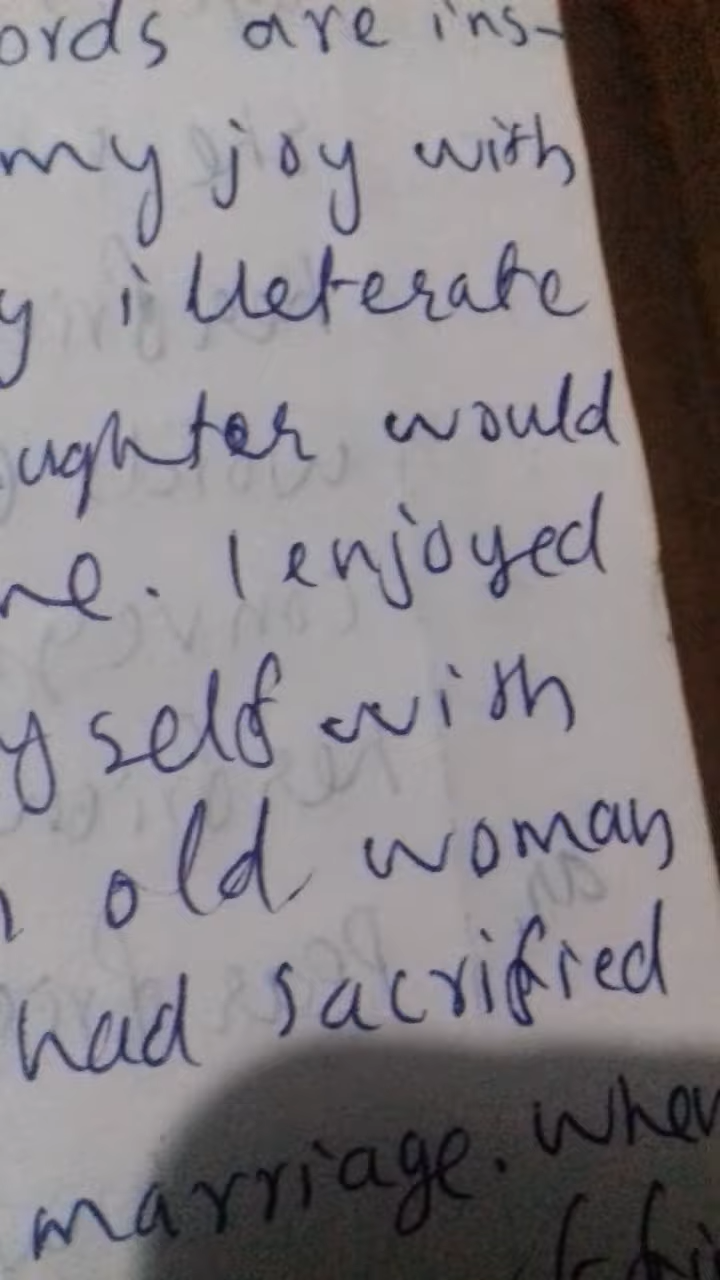 ords are ins-
my joy with
y illeterate
ughter would
ne. I enjoyed
y self with
old woman
had sacrified
marriage. when